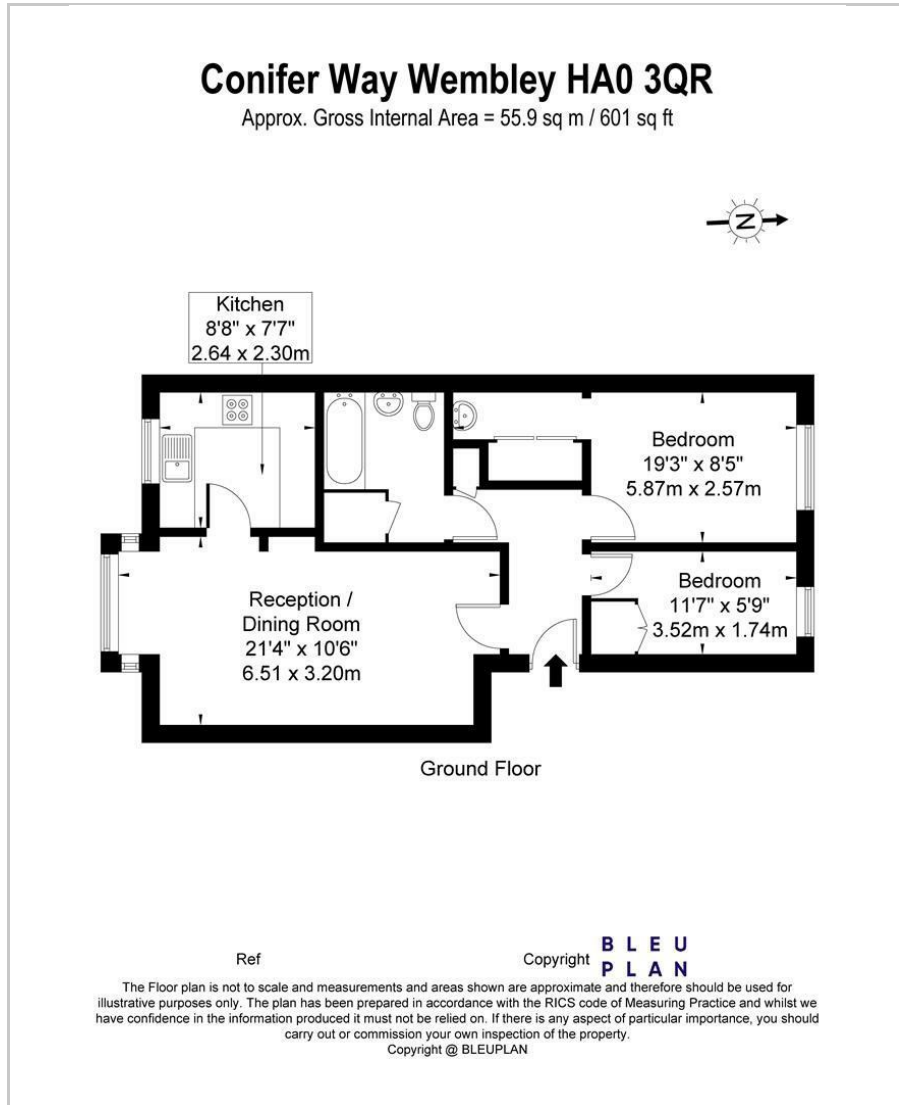 Conifer Way Wembley HA0 3QR
Approx. Gross Internal Area = 55.9 sq m / 601 sq ft
N
Kitchen
8'8" x 7'7"
2.64 x 2.30m
Bedroom
19'3" x 8'5"
5.87m x 2.57m
Bedroom
11'7" x 5'9"
3.52m x 1.74m
Reception /
Dining Room
21'4" x 10'6"
6.51 x 3.20m
Ground Floor
Ref
Copyright
BLEU
PLAN
The Floor plan is not to scale and measurements and areas shown are approximate and therefore should be used for
illustrative purposes only. The plan has been prepared in accordance with the RICS code of Measuring Practice and whilst we
have confidence in the information produced it must not be relied on. If there is any aspect of particular importance, you should
carry out or commission your own inspection of the property.
Copyright @ BLEUPLAN